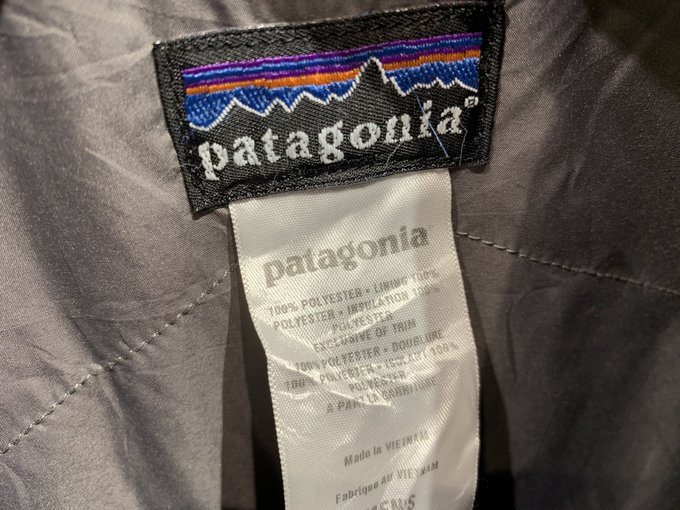 patagonia®
patagonia
100% POLYESTER • LINING 100%
POLYESTER • INSULATION 100%
POLYESTER
EXCLUSIVE OF TRIM
100% POLYESTER • DOUBLURE
100% POLYESTER • ISOLANT 100%
POLYESTER
À PART LA GARNITURE
Made in VIETNAM
Fabriqué AU VIETNAM